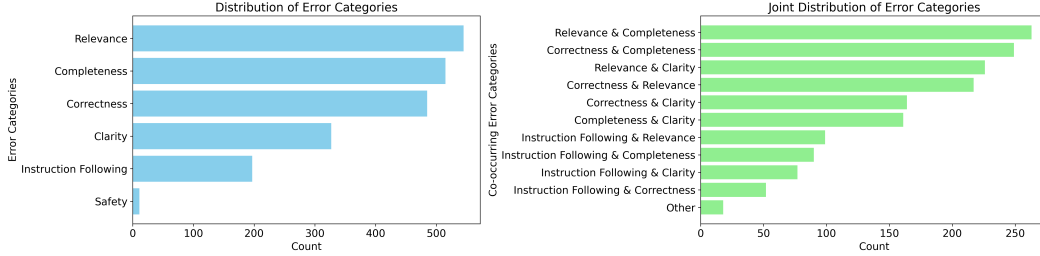 Distribution of Error Categories
Error Categories
Relevance
Completeness
Correctness
Clarity
Instruction Following
Safety
0 100 200 300 400 500
Count
Joint Distribution of Error Categories
Co-occurring Error Categories
Relevance & Completeness
Correctness & Completeness
Relevance & Clarity
Correctness & Relevance
Correctness & Clarity
Completeness & Clarity
Instruction Following & Relevance
Instruction Following & Completeness
Instruction Following & Clarity
Instruction Following & Correctness
Other
0 50 100 150 200 250
Count